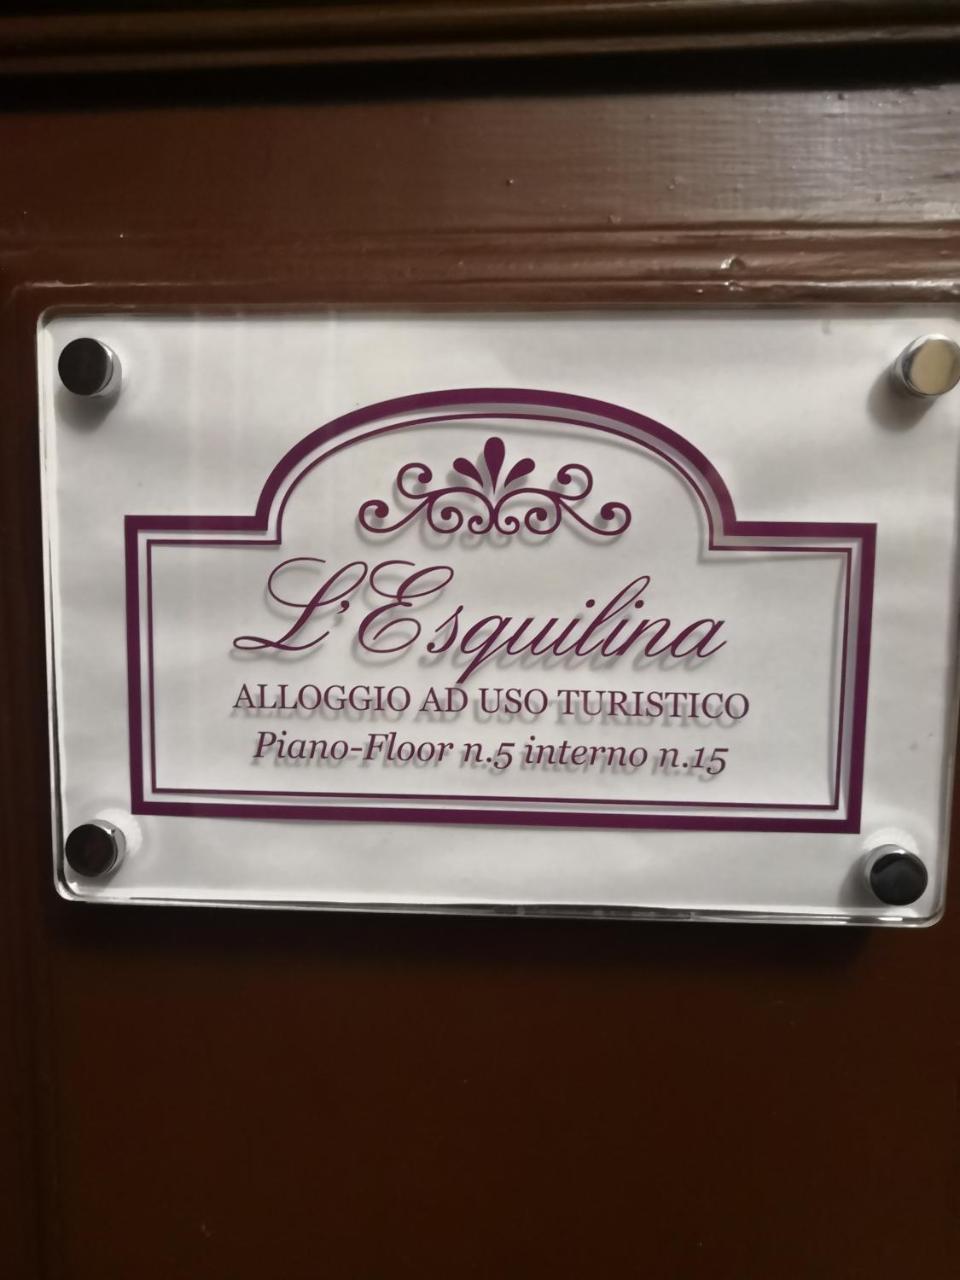 L'Esquilina
ALLOGGIO AD USO TURISTICO
Piano-Floor n.5 interno n.15